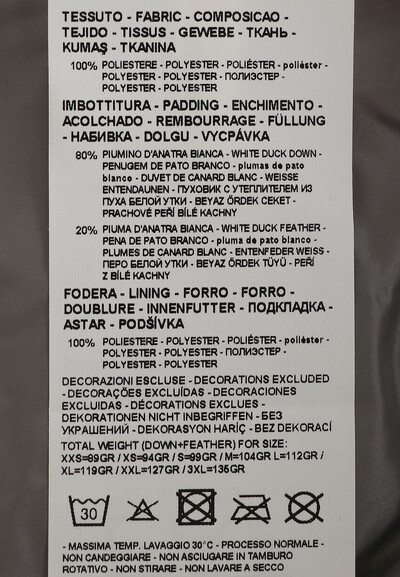 TESSUTO - FABRIC - COMPOSICAO -
TEJIDO - TISSUS - GEWEBE - ТКАНЬ -
KUMAŞ - TKANINA
100% POLIESTERE - POLYESTER - POLIÉSTER - poliéster -
POLYESTER - POLYESTER - ПОЛИЭСТЕР -
POLYESTER - POLYESTER
IMBOTTITURA - PADDING - ENCHIMENTO -
ACOLCHADO - REMBOURRAGE - FÜLLUNG
- НАБИВКА - DOLGU - VYCPÁVKA
80% PIUMINO D'ANATRA BIANCA - WHITE DUCK DOWN -
PENUGEM DE PATO BRANCO - plumas de pato
blanco - DUVET DE CANARD BLANC - WEISSE
ENTENDAUNEN - ПУХОВИК С УТЕПЛИТЕЛЕМ ИЗ
ПУХА БЕЛОЙ УТКИ - BEYAZ ÖRDEK CEKET -
PRACHOVÉ PEŘÍ BÍLÉ KACHNY
20% PIUMA D'ANATRA BIANCA - WHITE DUCK FEATHER -
PENA DE PATO BRANCO - pluma de pato blanco -
PLUMES DE CANARD BLANC - ENTENFEDER WEISS -
ПЕРО БЕЛОЙ УТКИ - BEYAZ ÖRDEK TÜYÜ - PEŘÍ
Z BÍLÉ KACHNY
FODERA - LINING - FORRO - FORRO -
DOUBLURE - INNENFUTTER - ПОДКЛАДКА -
ASTAR - PODŠÍVKA
100% POLIESTERE - POLYESTER - POLIÉSTER - poliéster -
POLYESTER - POLYESTER - ПОЛИЭСТЕР -
POLYESTER - POLYESTER
DECORAZIONI ESCLUSE - DECORATIONS EXCLUDED
- DECORAÇÕES EXCLUÍDAS - DECORACIONES
EXCLUIDAS - DÉCORATIONS EXCLUES -
DEKORATIONEN NICHT INBEGRIFFEN - БЕЗ
УКРАШЕНИЙ - DEKORASYON HARİÇ - BEZ DEKORACÍ
TOTAL WEIGHT (DOWN+FEATHER) FOR SIZE:
XXS=89GR / XS=94GR / S=99GR / M=104GR L=112GR /
XL=119GR / XXL=127GR / 3XL=135GR
30
- MASSIMA TEMP. LAVAGGIO 30°C - PROCESSO NORMALE -
NON CANDEGGIARE - NON ASCIUGARE IN TAMBURO
ROTATIVO - NON STIRARE - NON LAVARE A SECCO